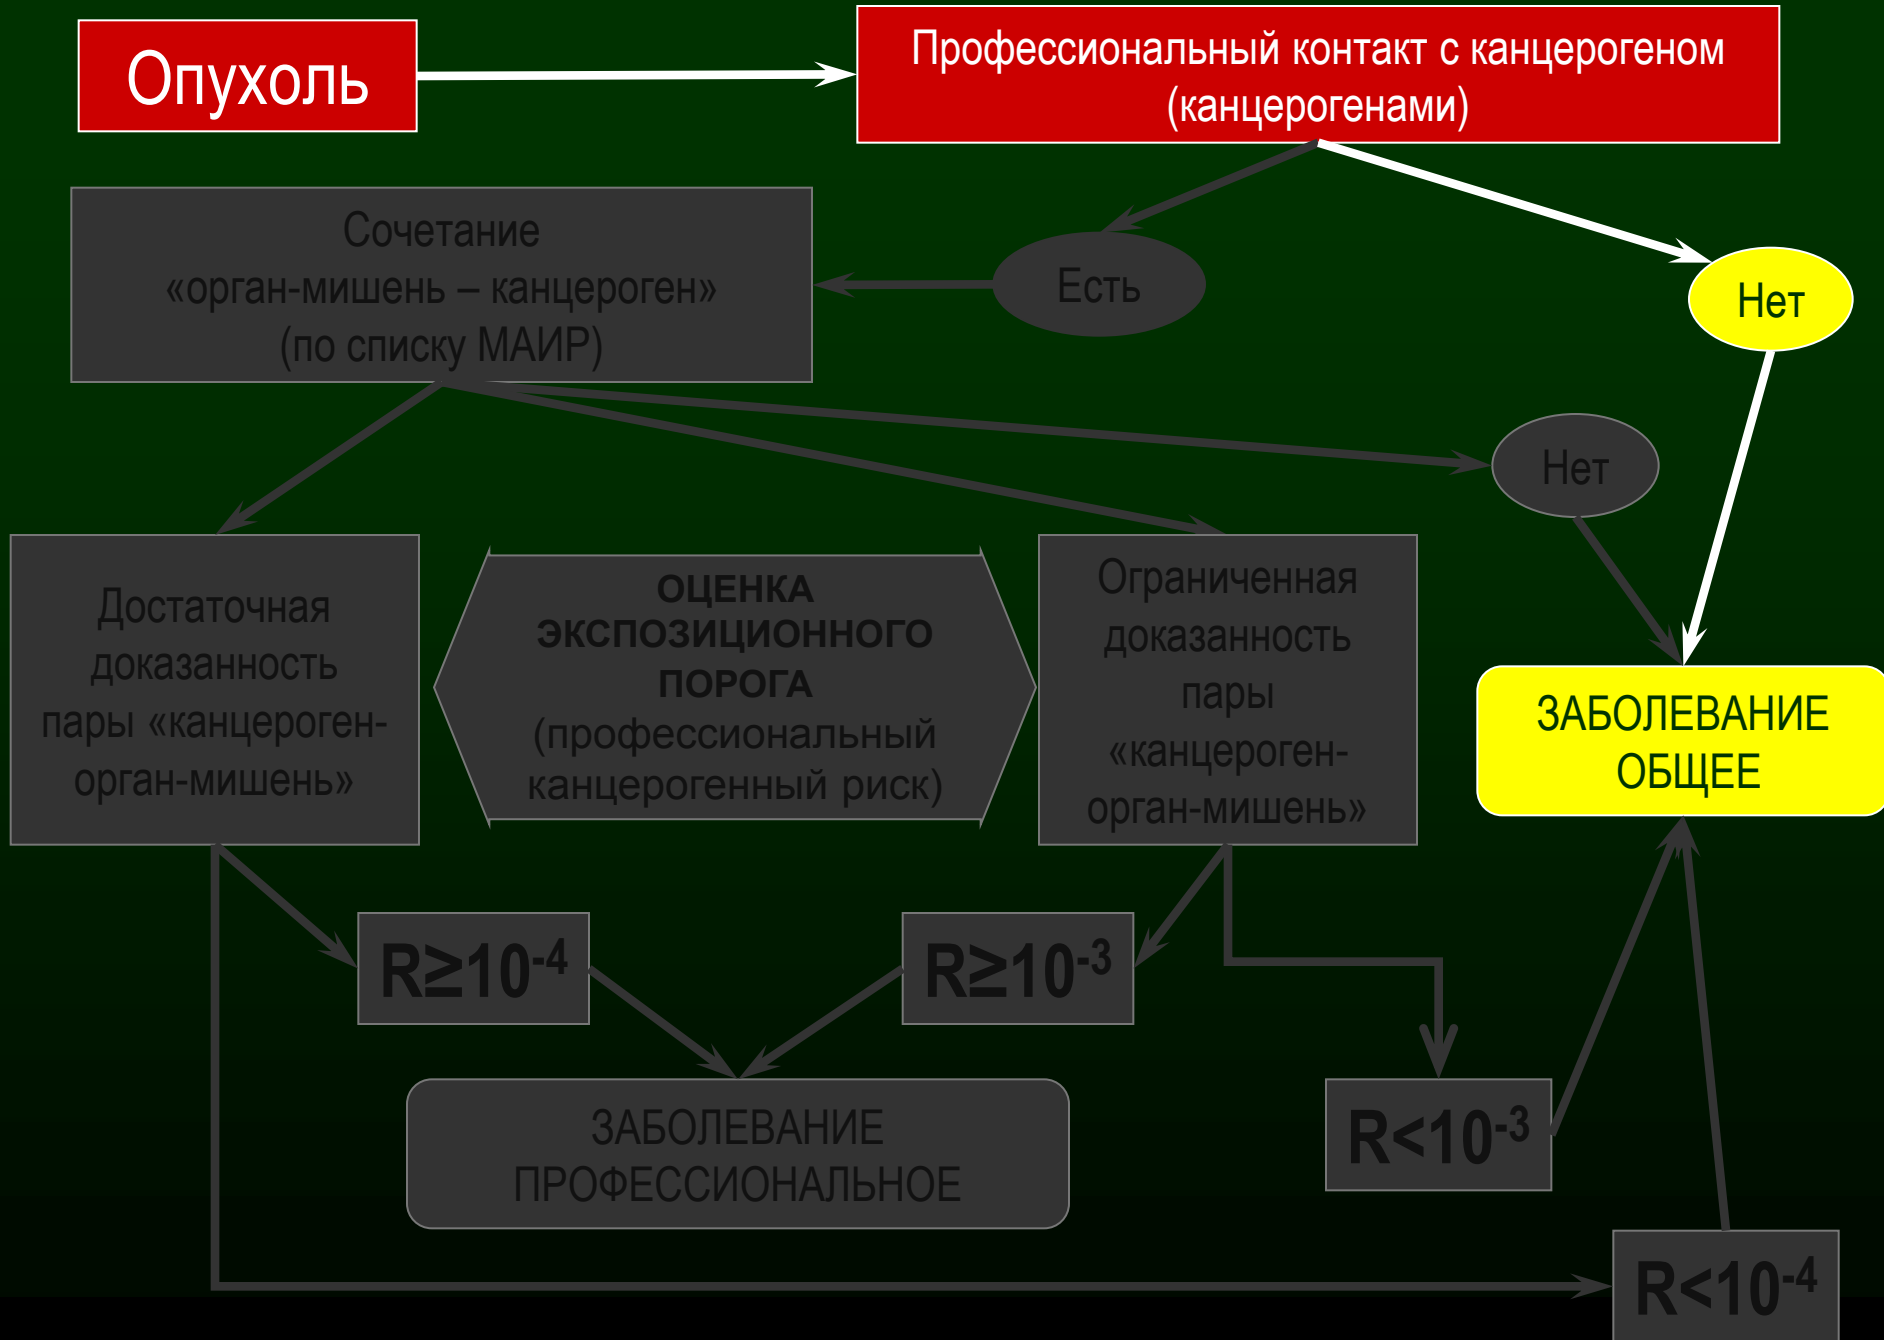 Опухоль
Профессиональный контакт с канцерогеном
(канцерогенами)
Сочетание
«орган-мишень – канцероген»
(по списку МАИР)
Есть
Нет
Нет
Достаточная
доказанность
пары «канцероген-
орган-мишень»
ОЦЕНКА
ЭКСПОЗИЦИОННОГО
ПОРОГА
(профессиональный
канцерогенный риск)
Ограниченная
доказанность
пары
«канцероген-
орган-мишень»
ЗАБОЛЕВАНИЕ
ОБЩЕЕ
R≥10⁻⁴
R≥10⁻³
ЗАБОЛЕВАНИЕ
ПРОФЕССИОНАЛЬНОЕ
R<10⁻³
R<10⁻⁴